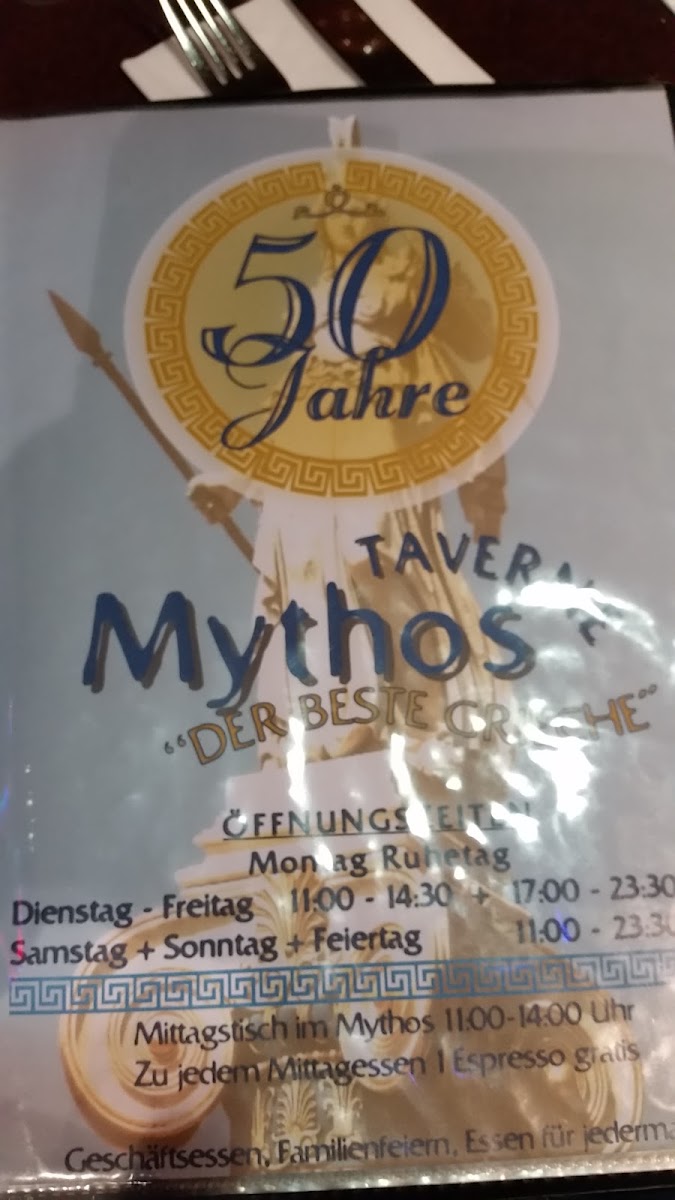 50
Jahre
TAVERNE
Mythos
“DER BESTE GRIECHE”
ÖFFNUNGSZEITEN
Montag Ruhetag
Dienstag - Freitag 11:00 - 14:30 + 17:00 - 23:30
Samstag + Sonntag + Feiertag 11:00 - 23:30
Mittagstisch im Mythos 11:00-14:00 Uhr
Zu jedem Mittagessen 1 Espresso gratis
Geschäftsessen, Familienfeiern, Essen für jederma